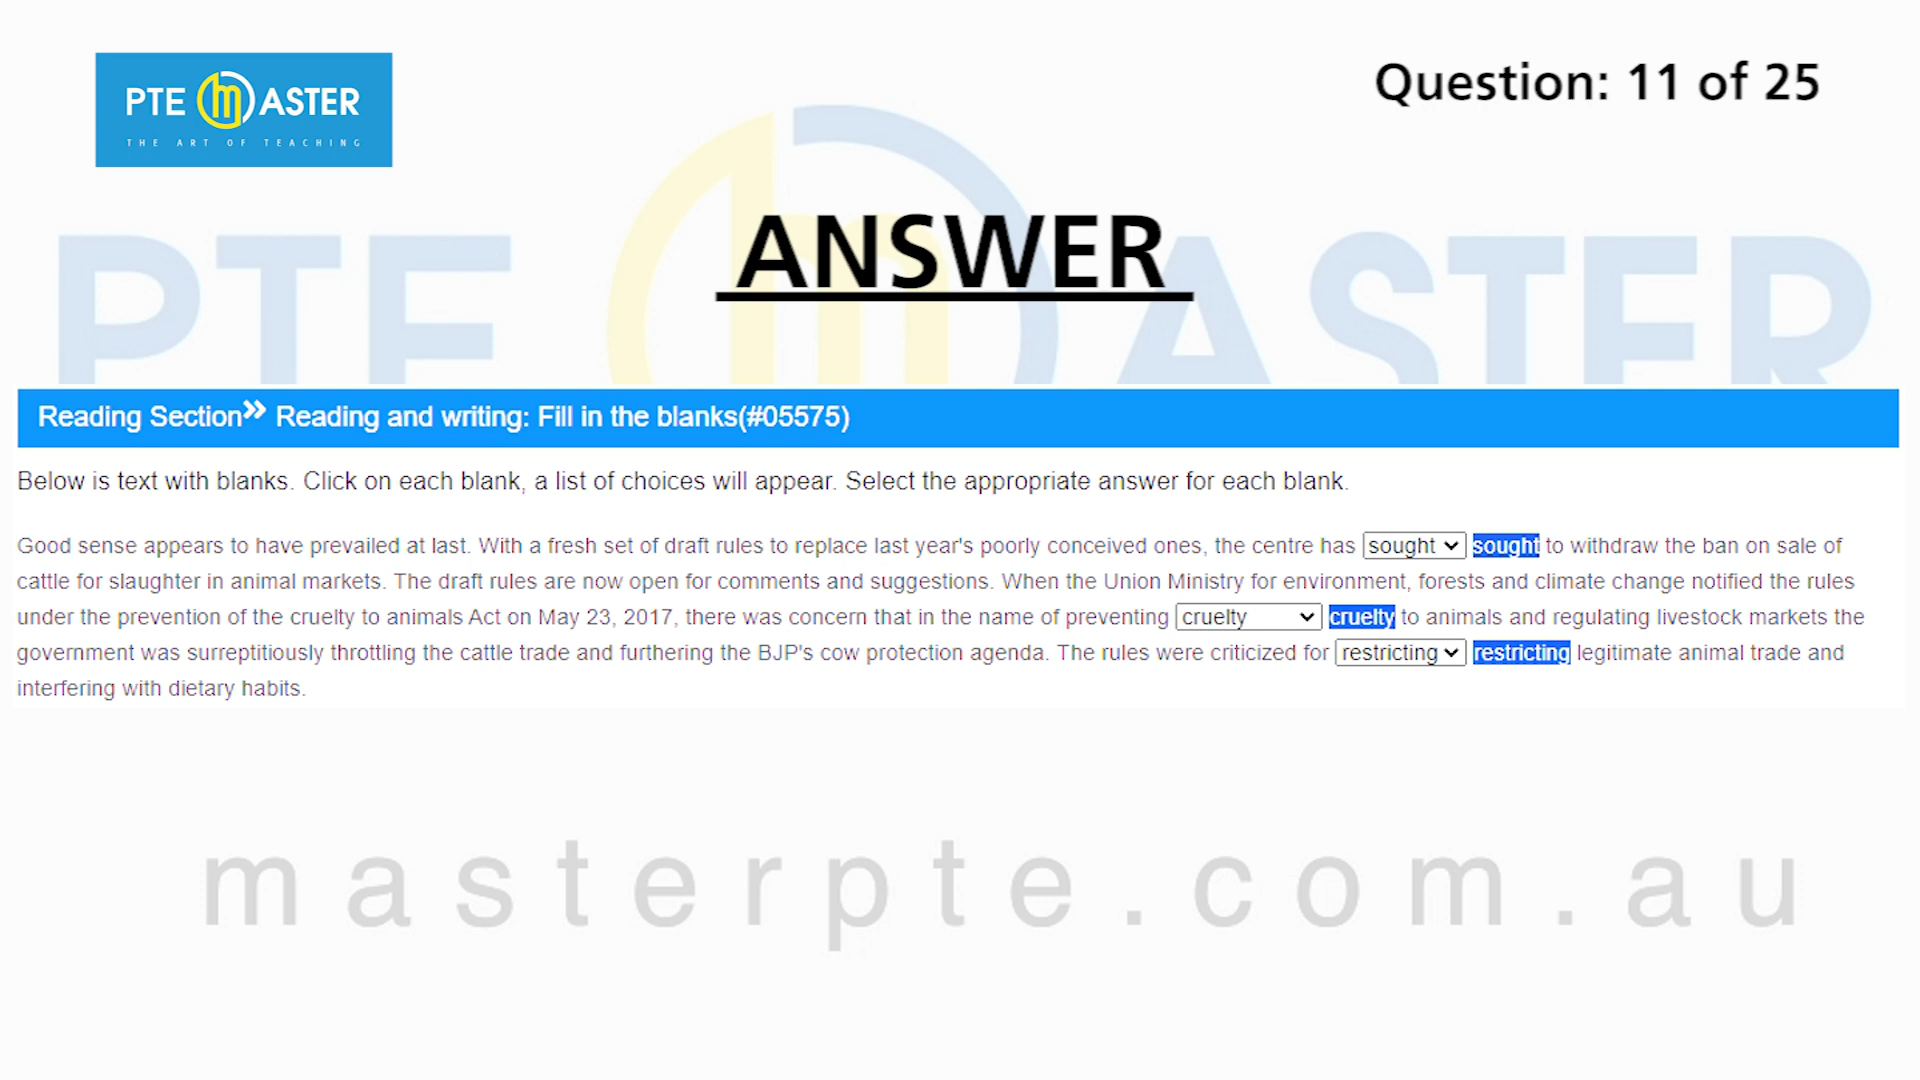 PTE MASTER
THE ART OF TEACHING
Question: 11 of 25
PTE MASTER
ANSWER
Reading Section» Reading and writing: Fill in the blanks(#05575)
Below is text with blanks. Click on each blank, a list of choices will appear. Select the appropriate answer for each blank.
Good sense appears to have prevailed at last. With a fresh set of draft rules to replace last year's poorly conceived ones, the centre has sought sought to withdraw the ban on sale of
cattle for slaughter in animal markets. The draft rules are now open for comments and suggestions. When the Union Ministry for environment, forests and climate change notified the rules
under the prevention of the cruelty to animals Act on May 23, 2017, there was concern that in the name of preventing cruelty cruelty to animals and regulating livestock markets the
government was surreptitiously throttling the cattle trade and furthering the BJP's cow protection agenda. The rules were criticized for restricting restricting legitimate animal trade and
interfering with dietary habits.
masterpte.com.au